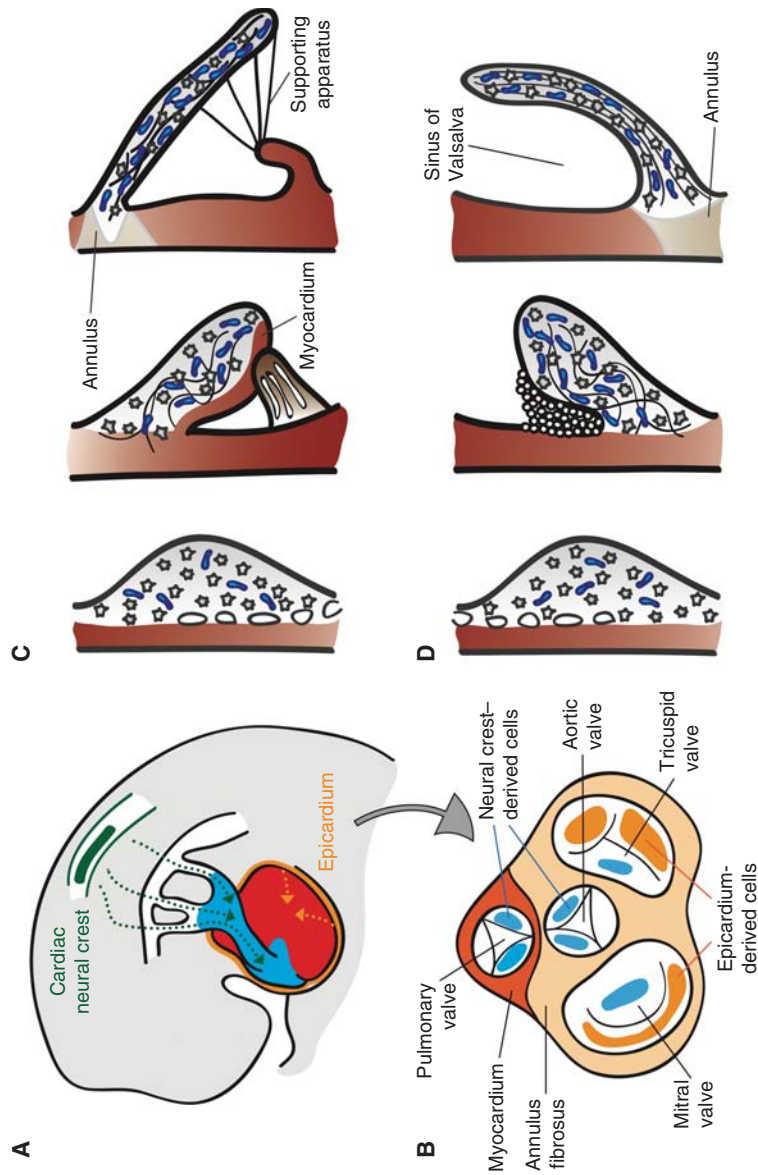 A
Cardiac
neural crest
Epicardium
B
Pulmonary
valve
Myocardium
Annulus
fibrosus
Mitral
valve
Neural crest–
derived cells
Aortic
valve
Tricuspid
valve
Epicardium-
derived cells
C
Annulus
Myocardium
Supporting
apparatus
D
Sinus of
Valsalva
Annulus